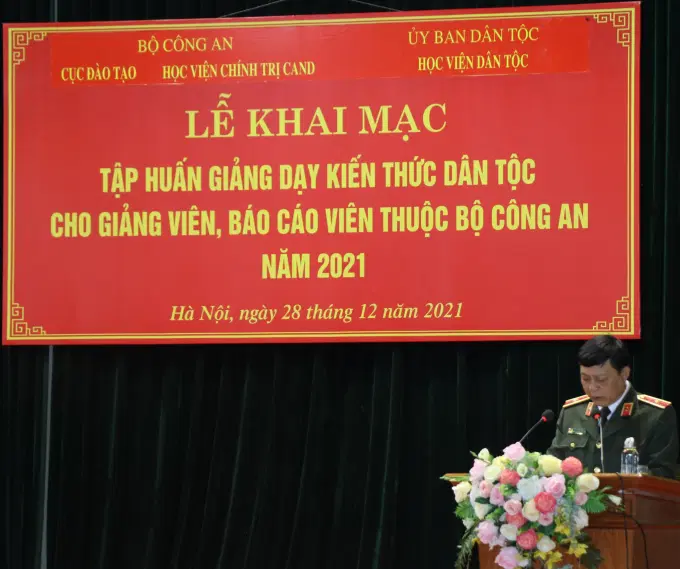 BỘ CÔNG AN
CỤC ĐÀO TẠO HỌC VIỆN CHÍNH TRỊ CAND
ỦY BAN DÂN TỘC
HỌC VIỆN DÂN TỘC
LỄ KHAI MẠC
TẬP HUẤN GIẢNG DẠY KIẾN THỨC DÂN TỘC
CHO GIẢNG VIÊN, BÁO CÁO VIÊN THUỘC BỘ CÔNG AN
NĂM 2021
Hà Nội, ngày 28 tháng 12 năm 2021